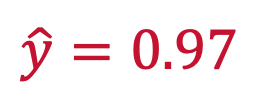 ŷ = 0.97